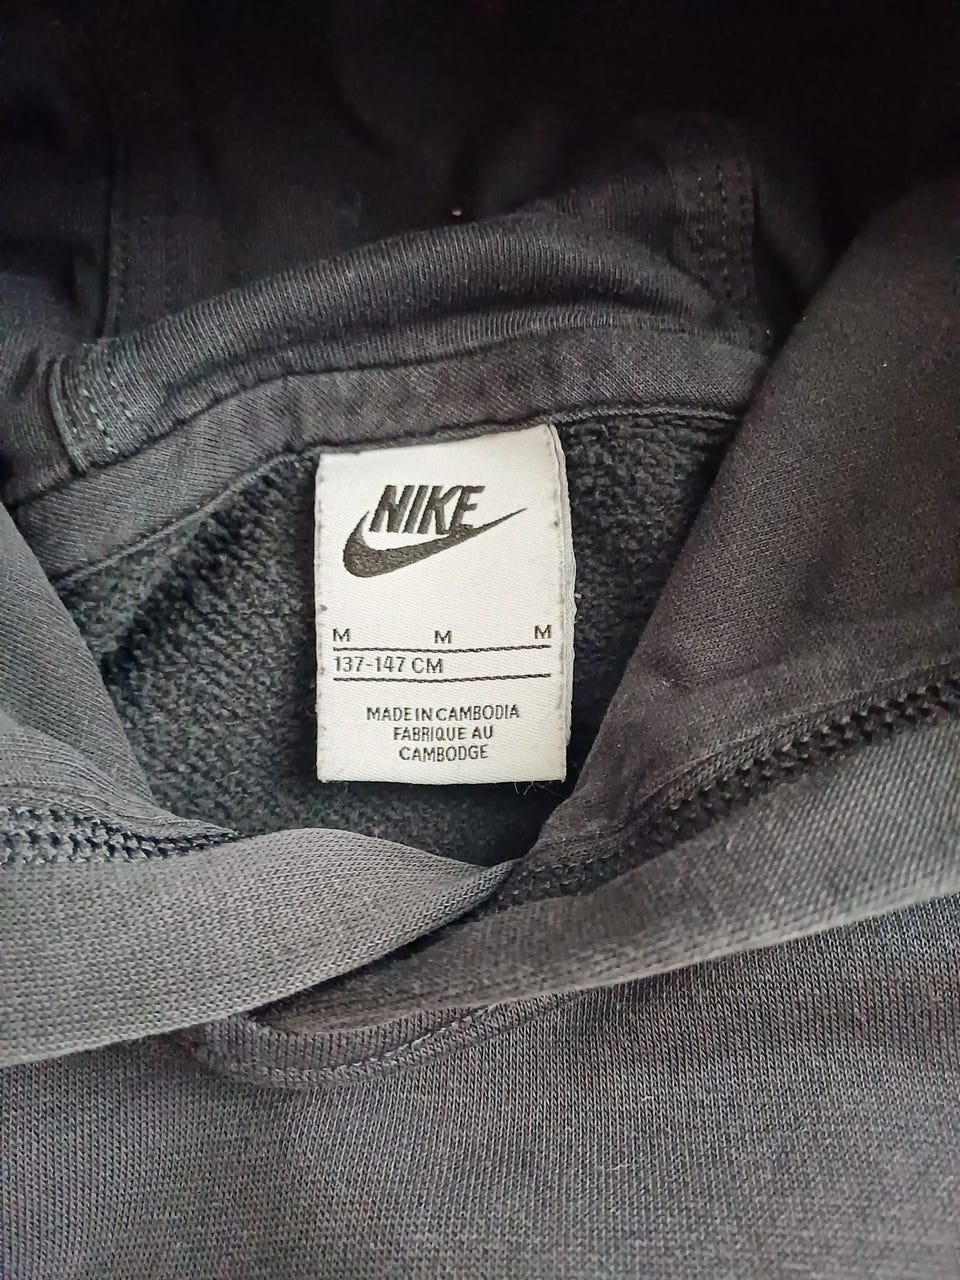 NIKE
M M M
137-147 CM
MADE IN CAMBODIA
FABRIQUE AU
CAMBODGE